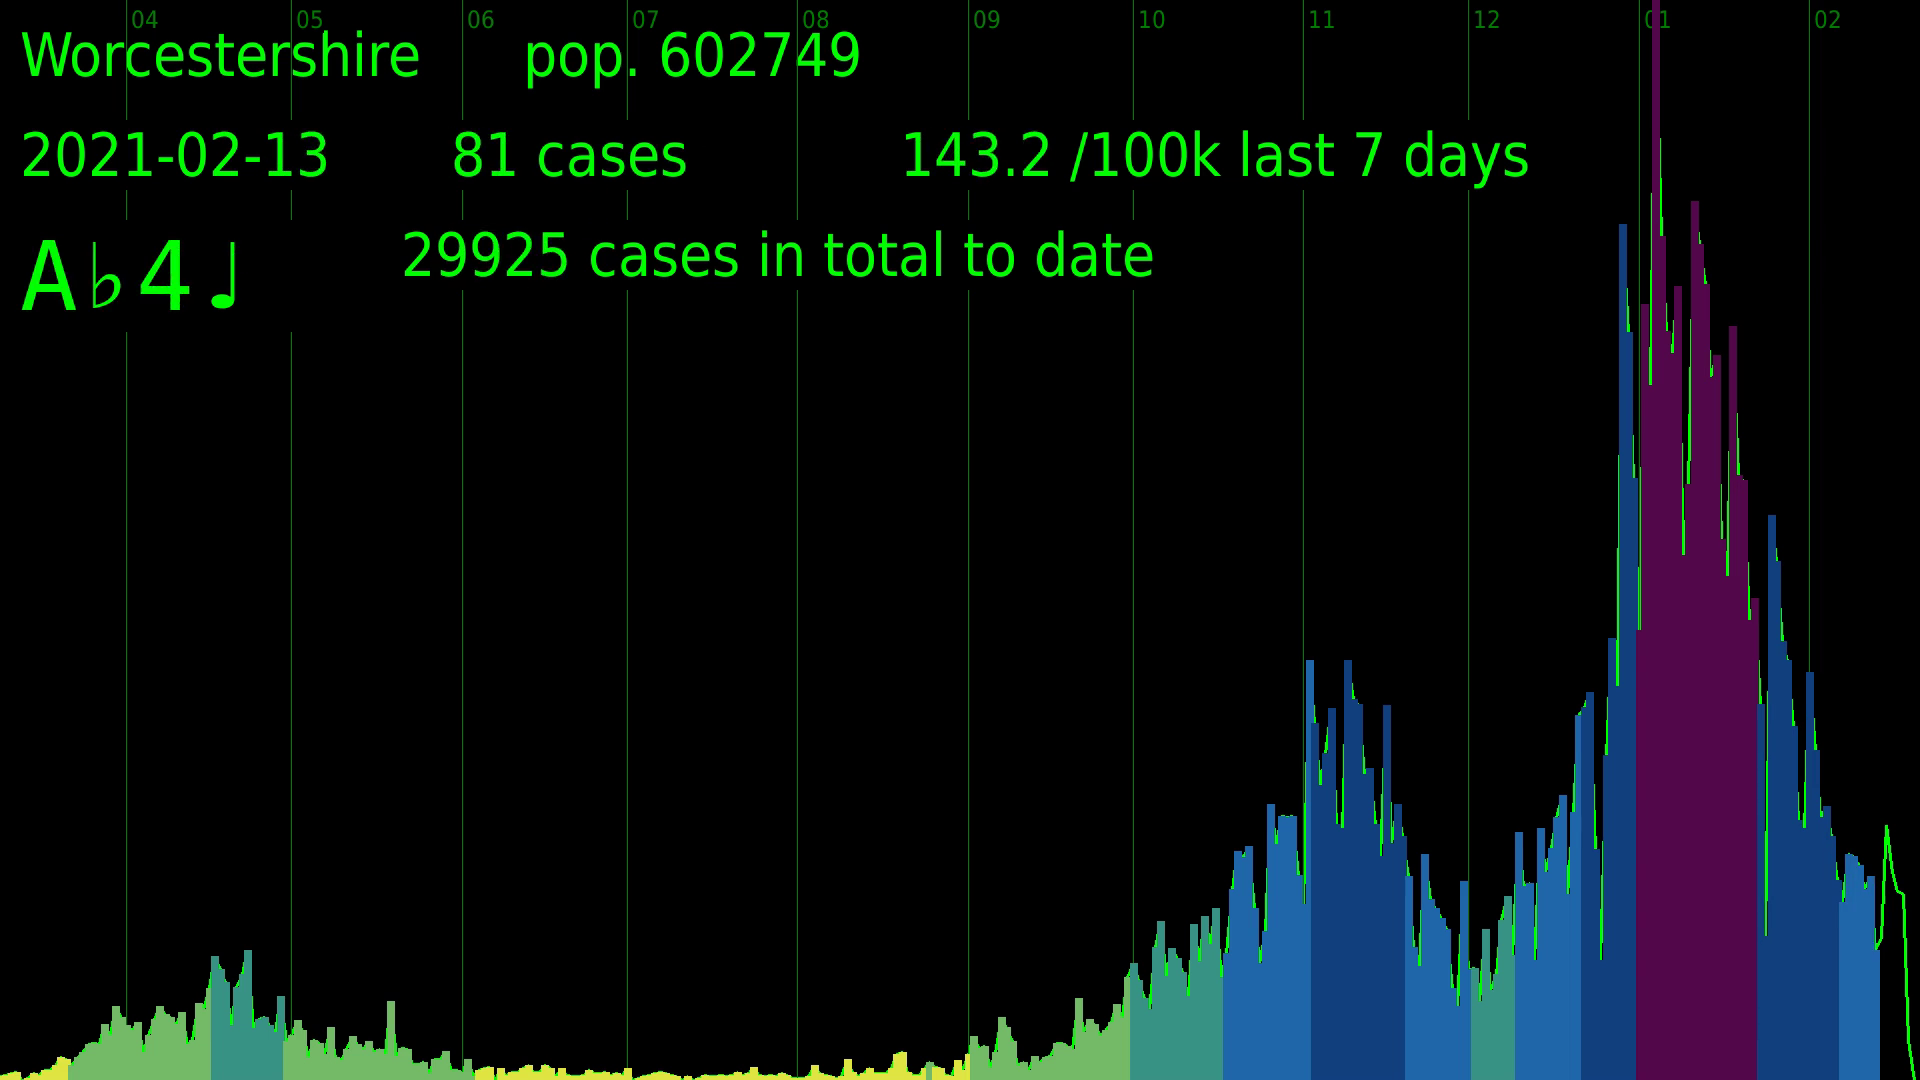 04 05 06 07 08 09 10 11 12 01 02
Worcestershire pop. 602749
2021-02-13 81 cases 143.2 /100k last 7 days
A♭4♩ 29925 cases in total to date